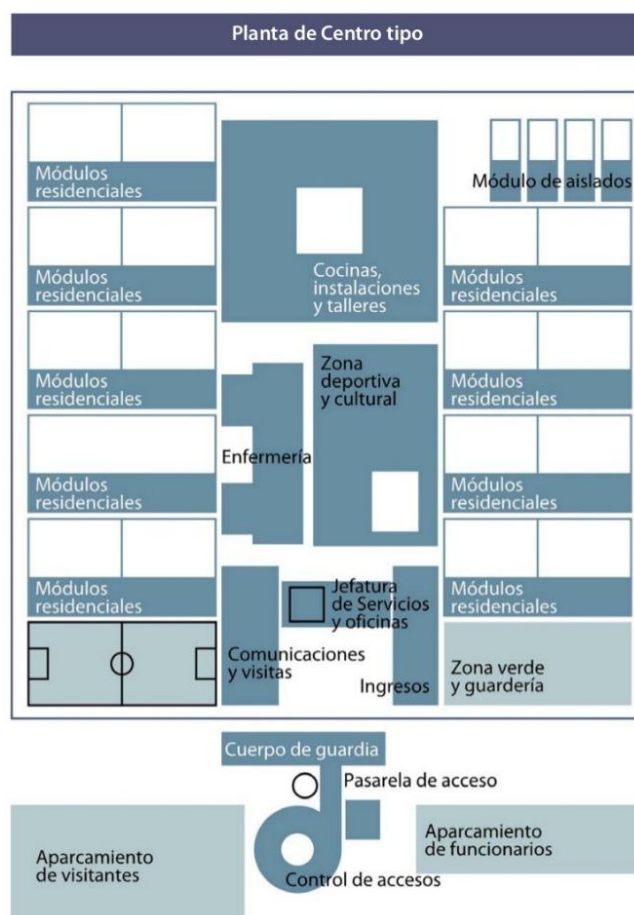 Planta de Centro tipo
Módulos
residenciales
Módulos
residenciales
Módulos
residenciales
Módulos
residenciales
Módulos
residenciales
Cocinas,
instalaciones
y talleres
Zona
deportiva
y cultural
Enfermería
Jefatura
de Servicios
y oficinas
Comunicaciones
y visitas
Ingresos
Módulo de aislados
Módulos
residenciales
Módulos
residenciales
Módulos
residenciales
Módulos
residenciales
Zona verde
y guardería
Cuerpo de guardia
Pasarela de acceso
Aparcamiento
de visitantes
Control de accesos
Aparcamiento
de funcionarios